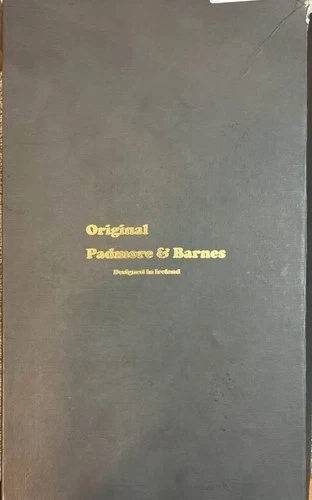 Original
Padmore & Barnes
Designed in Ireland